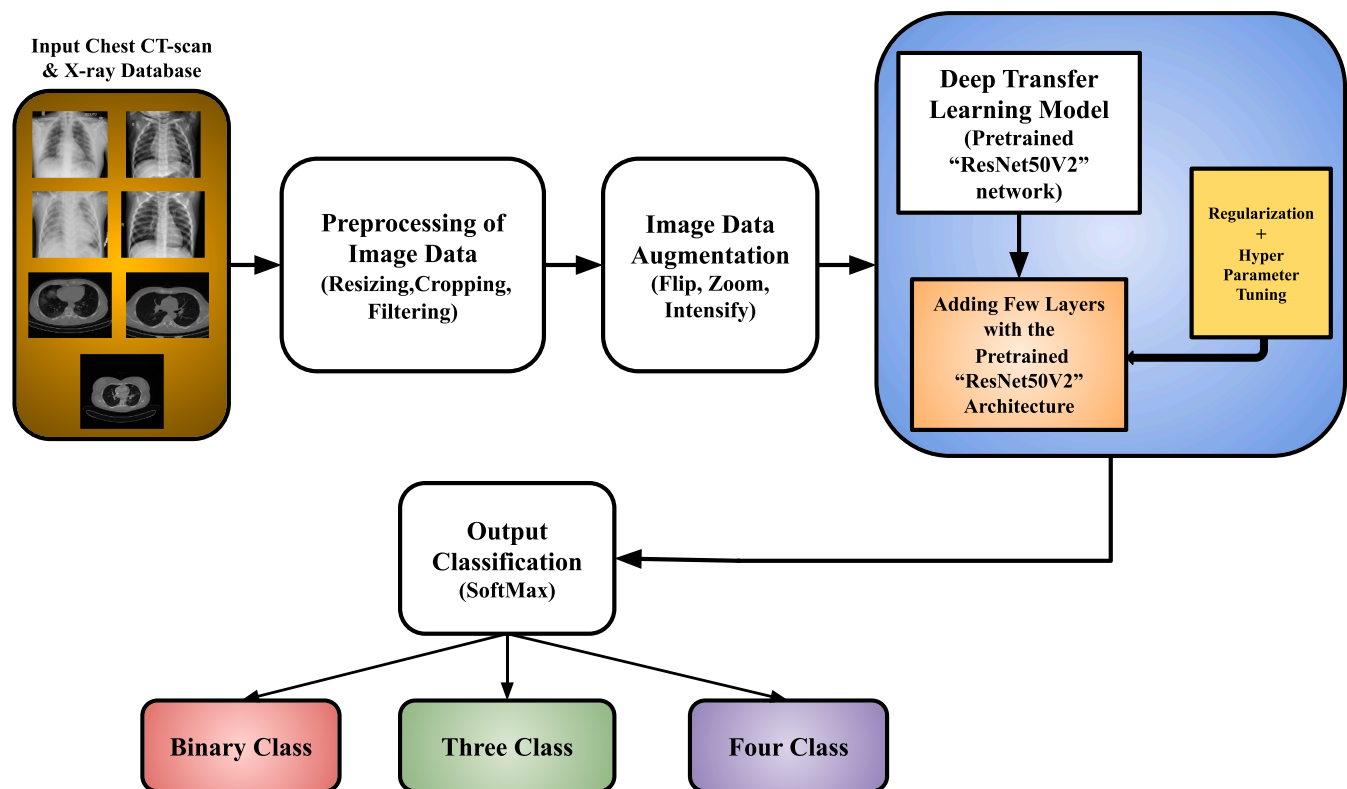 Input Chest CT-scan
& X-ray Database
Preprocessing of
Image Data
(Resizing,Cropping,
Filtering)
Image Data
Augmentation
(Flip, Zoom,
Intensify)
Deep Transfer
Learning Model
(Pretrained
“ResNet50V2”
network)
Regularization
+
Hyper
Parameter
Tuning
Adding Few Layers
with the
Pretrained
“ResNet50V2”
Architecture
Output
Classification
(SoftMax)
Binary Class
Three Class
Four Class